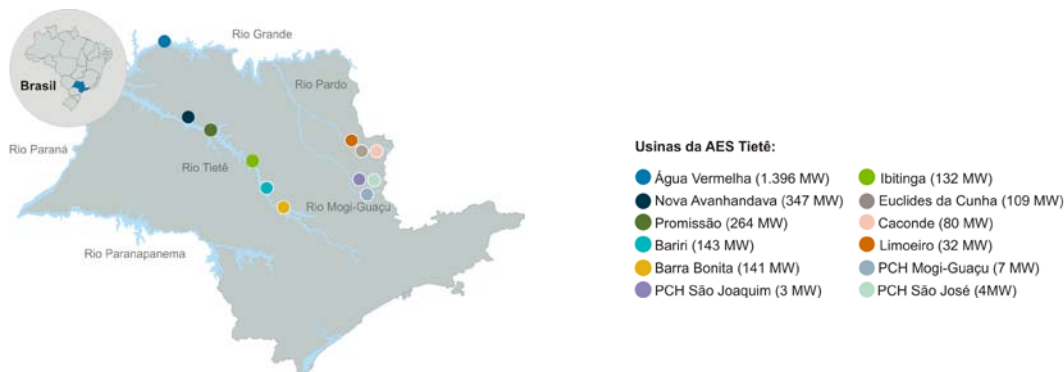 Rio Grande
Brasil
Rio Pardo
Rio Paraná
Rio Tietê
Rio Mogi-Guaçu
Rio Paranapanema
Usinas da AES Tietê:
Água Vermelha (1.396 MW)
Nova Avanhandava (347 MW)
Promissão (264 MW)
Bariri (143 MW)
Barra Bonita (141 MW)
PCH São Joaquim (3 MW)
Ibitinga (132 MW)
Euclides da Cunha (109 MW)
Caconde (80 MW)
Limoeiro (32 MW)
PCH Mogi-Guaçu (7 MW)
PCH São José (4MW)